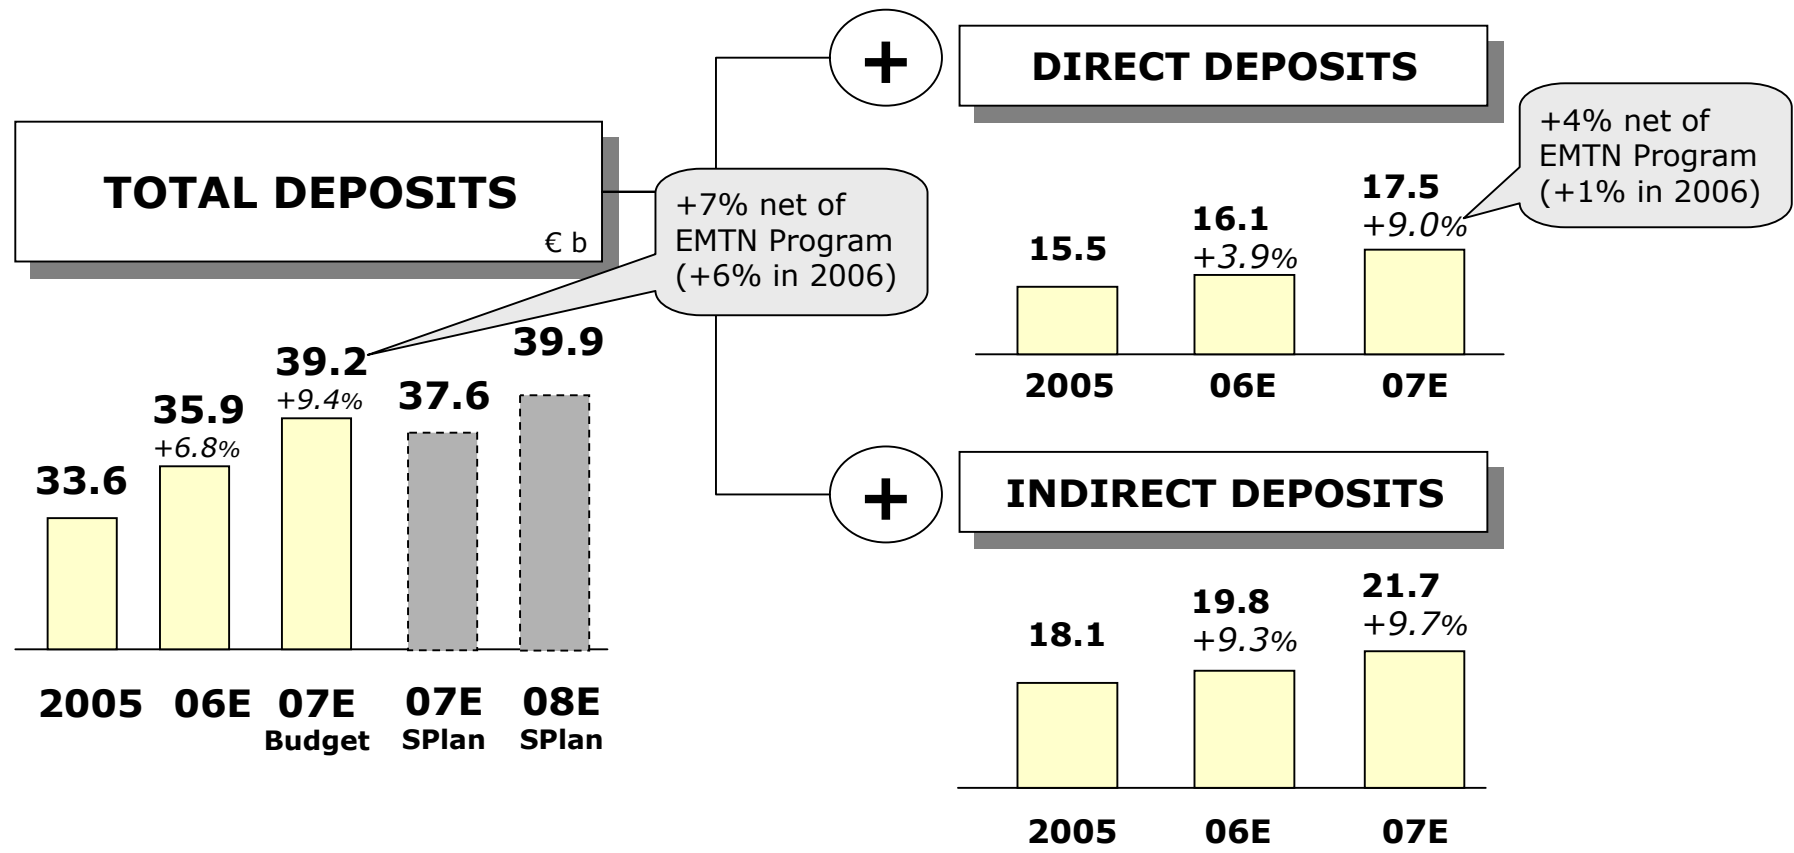 TOTAL DEPOSITS
€ b
+7% net of
EMTN Program
(+6% in 2006)
33.6
35.9
+6.8%
39.2
+9.4%
37.6
39.9
2005
06E
07E
Budget
07E
SPlan
08E
SPlan
+
DIRECT DEPOSITS
+4% net of
EMTN Program
(+1% in 2006)
15.5
16.1
+3.9%
17.5
+9.0%
2005
06E
07E
+
INDIRECT DEPOSITS
18.1
19.8
+9.3%
21.7
+9.7%
2005
06E
07E